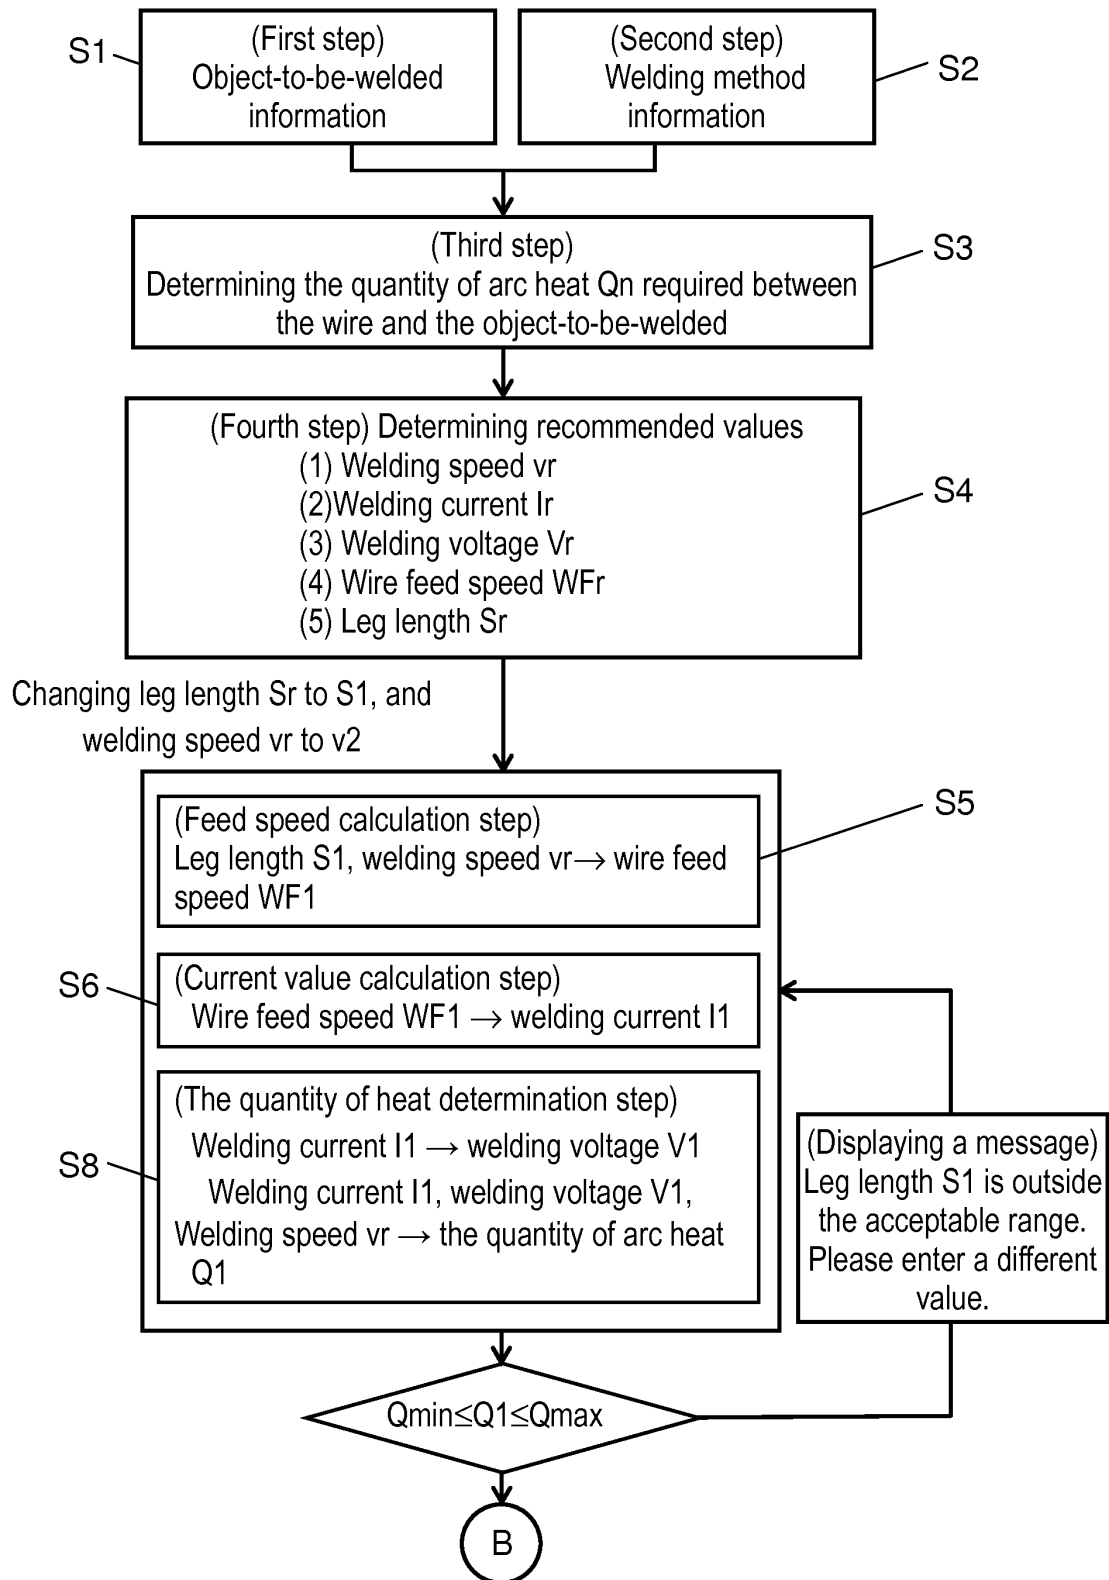 S1
(First step)
Object-to-be-welded
information
(Second step)
Welding method
information
S2
(Third step)
Determining the quantity of arc heat Qn required between
the wire and the object-to-be-welded
S3
(Fourth step) Determining recommended values
(1) Welding speed vr
(2)Welding current Ir
(3) Welding voltage Vr
(4) Wire feed speed WFr
(5) Leg length Sr
S4
Changing leg length Sr to S1, and
welding speed vr to v2
(Feed speed calculation step)
Leg length S1, welding speed vr→ wire feed
speed WF1
S5
S6
(Current value calculation step)
Wire feed speed WF1 → welding current I1
S8
(The quantity of heat determination step)
Welding current I1 → welding voltage V1
Welding current I1, welding voltage V1,
Welding speed vr → the quantity of arc heat
Q1
(Displaying a message)
Leg length S1 is outside
the acceptable range.
Please enter a different
value.
Qmin≤Q1≤Qmax
B